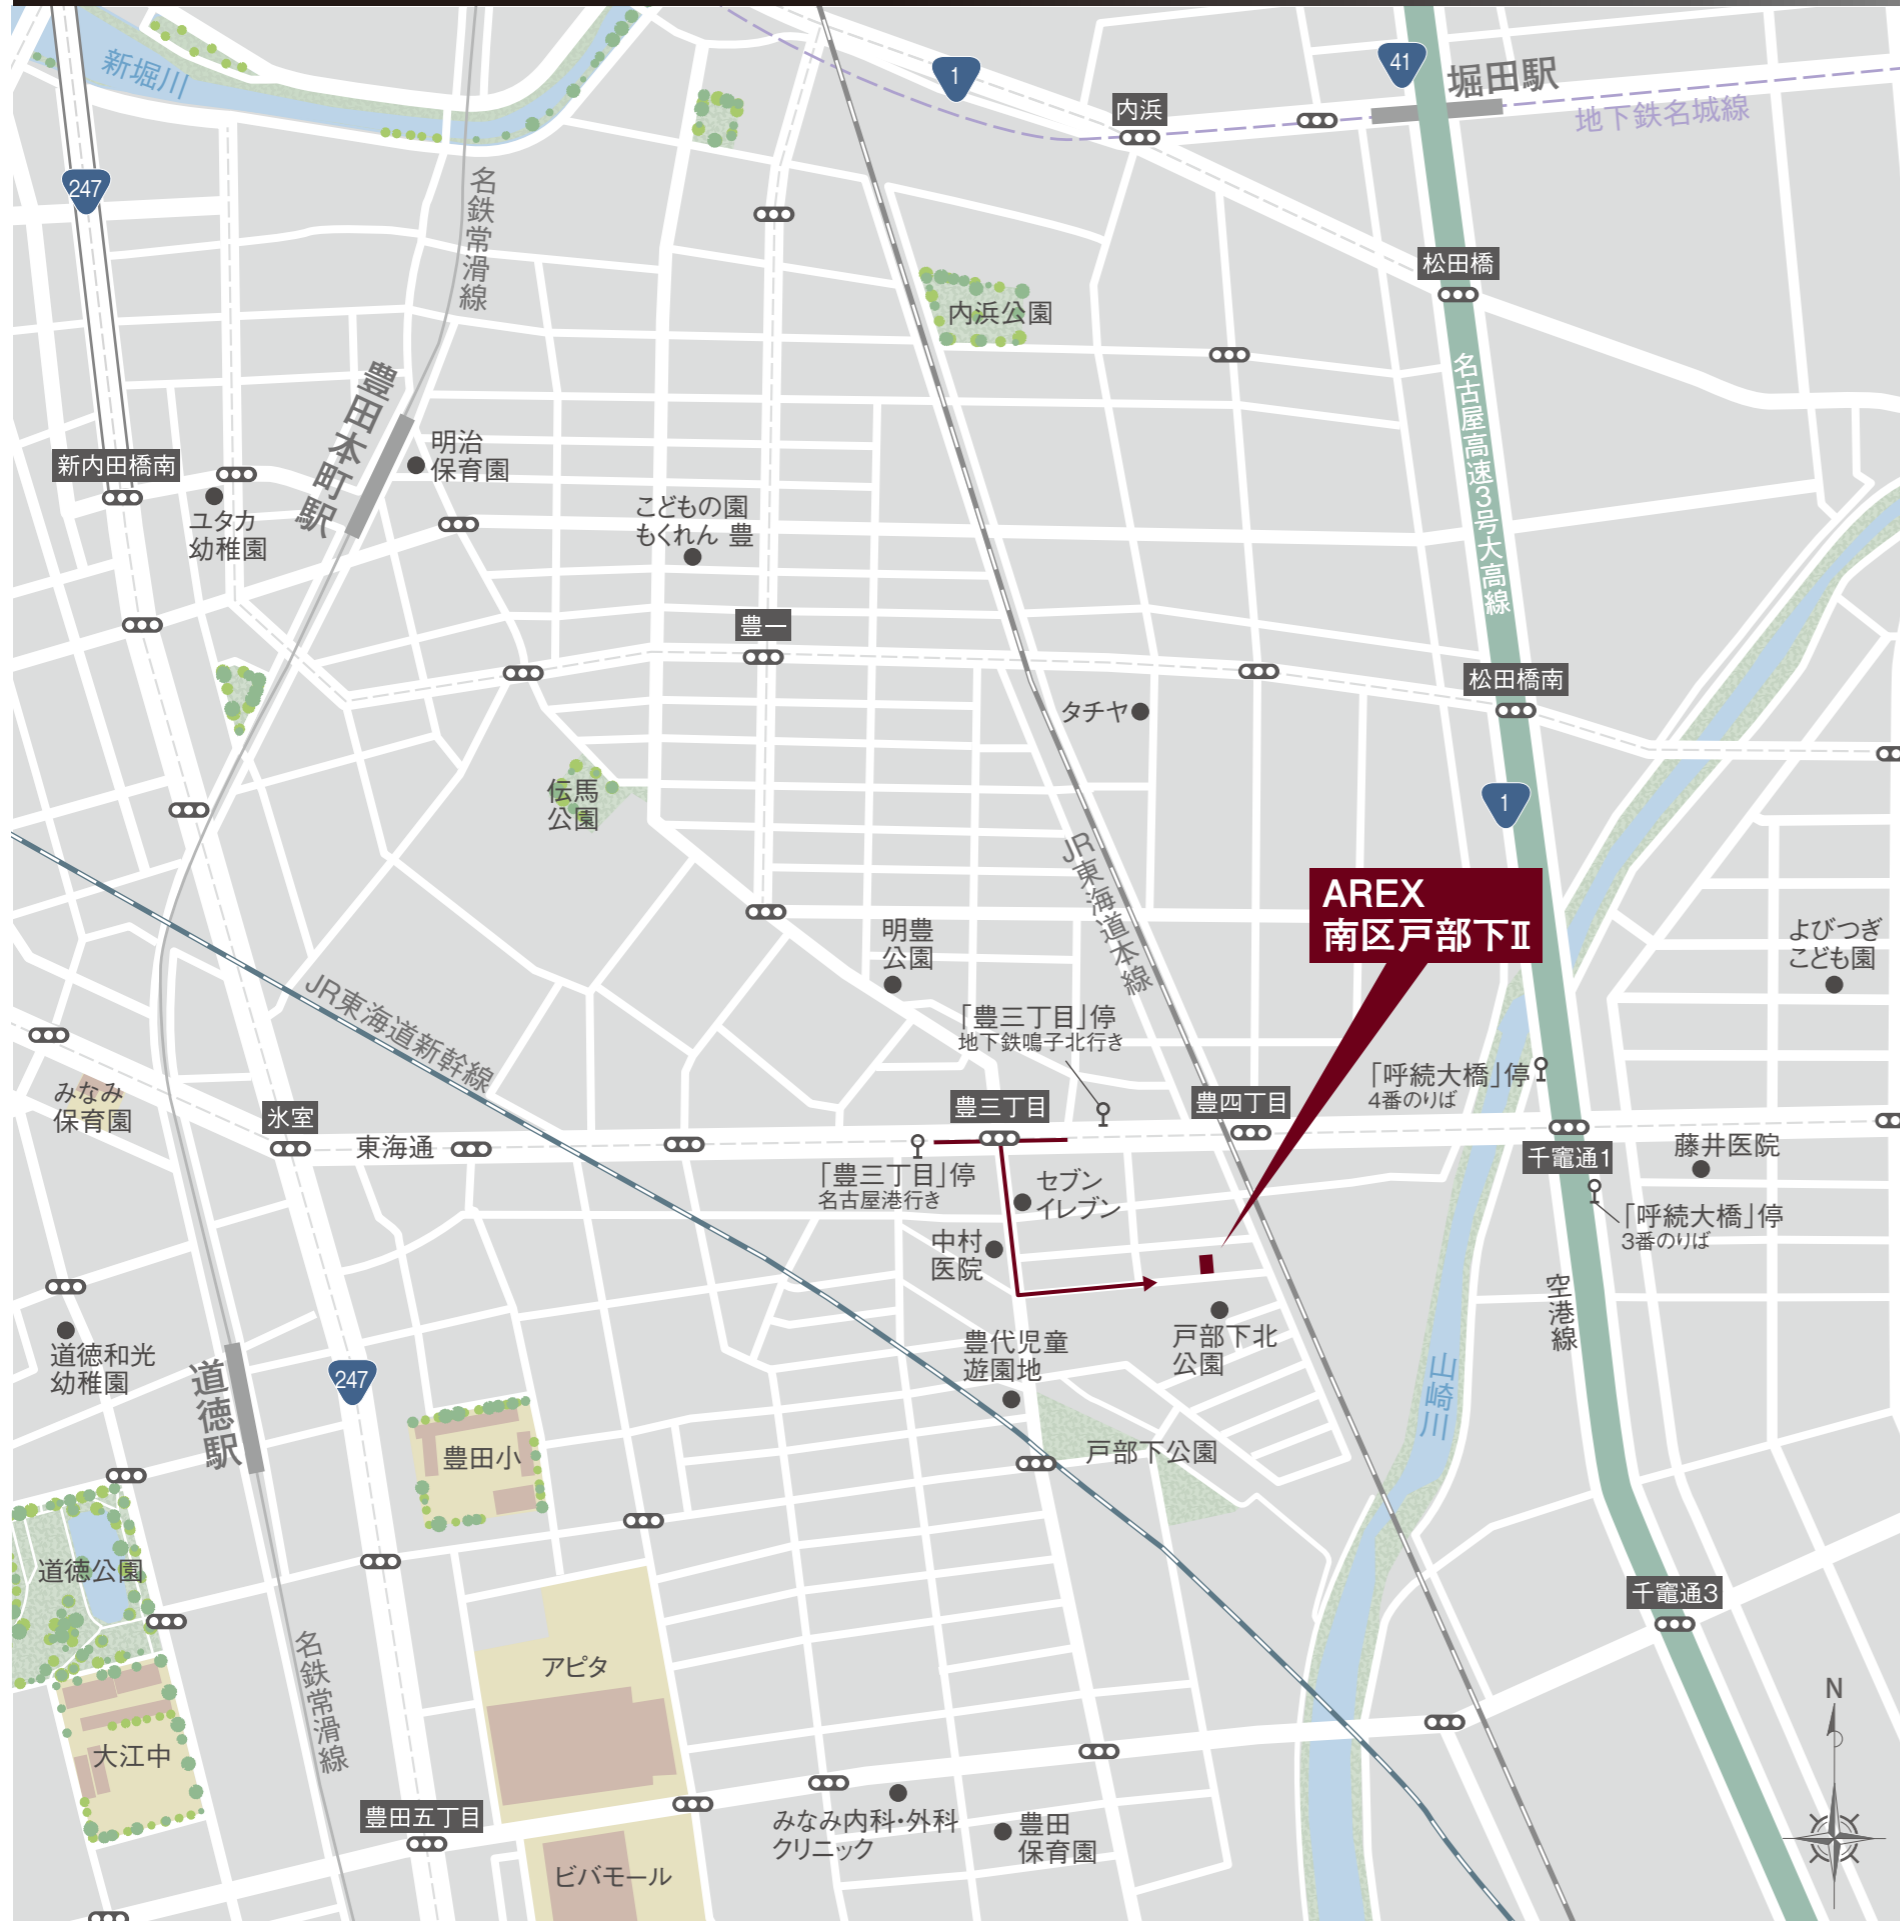 新堀川
1
41
堀田駅
内浜
地下鉄名城線
247
名鉄常滑線
松田橋
内浜公園
名古屋高速3号大高線
豊田本町駅
明治
保育園
新内田橋南
ユタカ
幼稚園
こどもの園
もくれん 豊
豊一
松田橋南
タチヤ
伝馬
公園
1
JR東海道本線
AREX
南区戸部下Ⅱ
明豊
公園
よびつぎ
こども園
JR東海道新幹線
「豊三丁目」停
地下鉄鳴子北行き
「呼続大橋」停
4番のりば
みなみ
保育園
氷室
東海通
豊三丁目
豊四丁目
千竈通1
藤井医院
「豊三丁目」停
名古屋港行き
セブン
イレブン
「呼続大橋」停
3番のりば
中村
医院
空港線
道徳和光
幼稚園
道徳駅
247
豊代児童
遊園地
戸部下北
公園
山崎川
豊田小
戸部下公園
道徳公園
千竈通3
名鉄常滑線
アピタ
N
大江中
豊田五丁目
みなみ内科・外科
クリニック
豊田
保育園
ビバモール